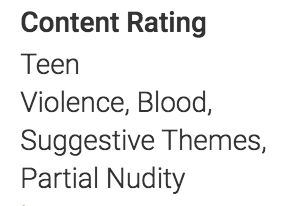 Content Rating
Teen
Violence, Blood,
Suggestive Themes,
Partial Nudity